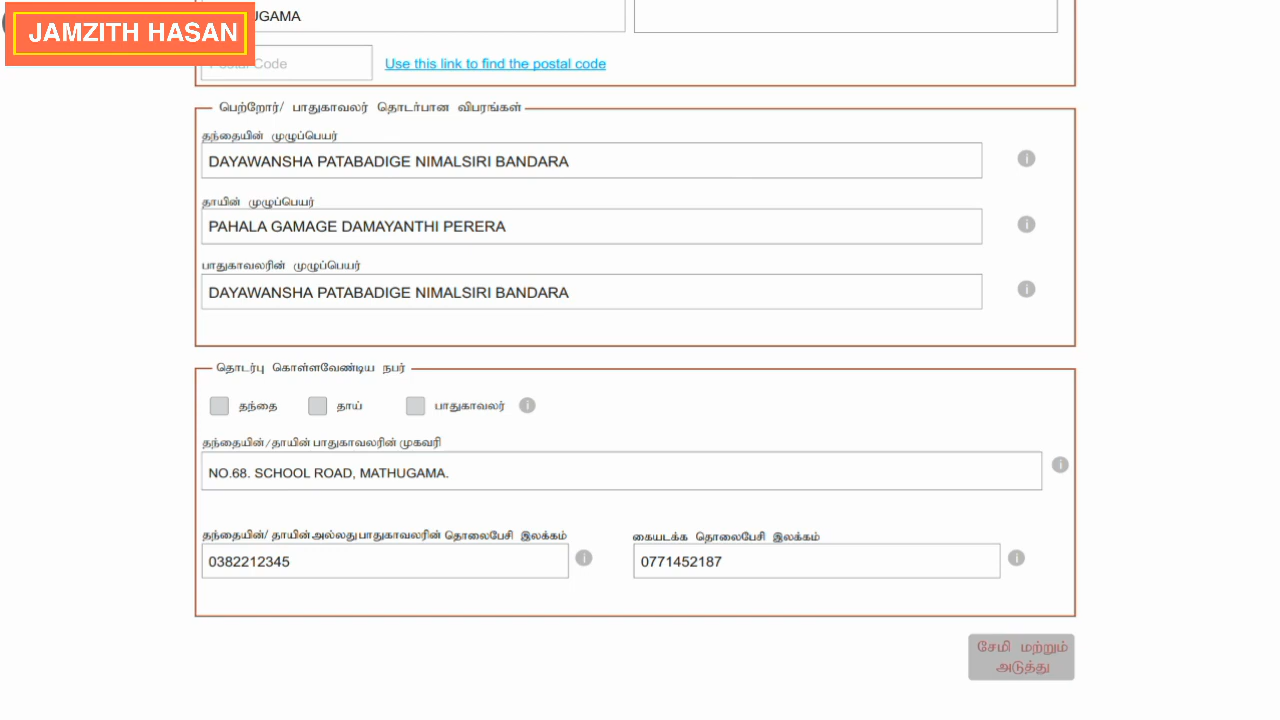 JAMZITH HASAN
UGAMA
Postal Code
Use this link to find the postal code
பெற்றோர்/ பாதுகாவலர் தொடர்பான விபரங்கள்
தந்தையின் முழுப்பெயர்
DAYAWANSHA PATABADIGE NIMALSIRI BANDARA
தாயின் முழுப்பெயர்
PAHALA GAMAGE DAMAYANTHI PERERA
பாதுகாவலரின் முழுப்பெயர்
DAYAWANSHA PATABADIGE NIMALSIRI BANDARA
தொடர்பு கொள்ளவேண்டிய நபர்
தந்தை தாய் பாதுகாவலர்
தந்தையின்/தாயின் பாதுகாவலரின் முகவரி
NO.68. SCHOOL ROAD, MATHUGAMA.
தந்தையின்/ தாயின் அல்லது பாதுகாவலரின் தொலைபேசி இலக்கம் கையடக்க தொலைபேசி இலக்கம்
0382212345 0771452187
சேமி மற்றும்
அடுத்து